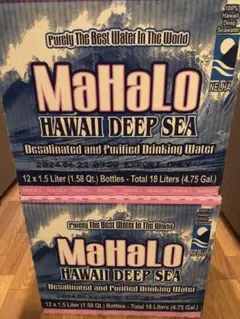 Purely The Best Water In The World
100%
Hawaii
Deep
Seawater
MaHaLo
NELHA
HAWAII DEEP SEA
Desalinated and Purified Drinking Water
EXPORT ONLY
12 x 1.5 Liter (1.58 Qt.) Bottles - Total 18 Liters (4.75 Gal.)
Purely The Best Water In The World
MaHaLo
HAWAII DEEP SEA
Desalinated and Purified Drinking Water
12 x 1.5 Liter (1.58 Qt.) Bottles - Total 18 Liters (4.75 Gal.)